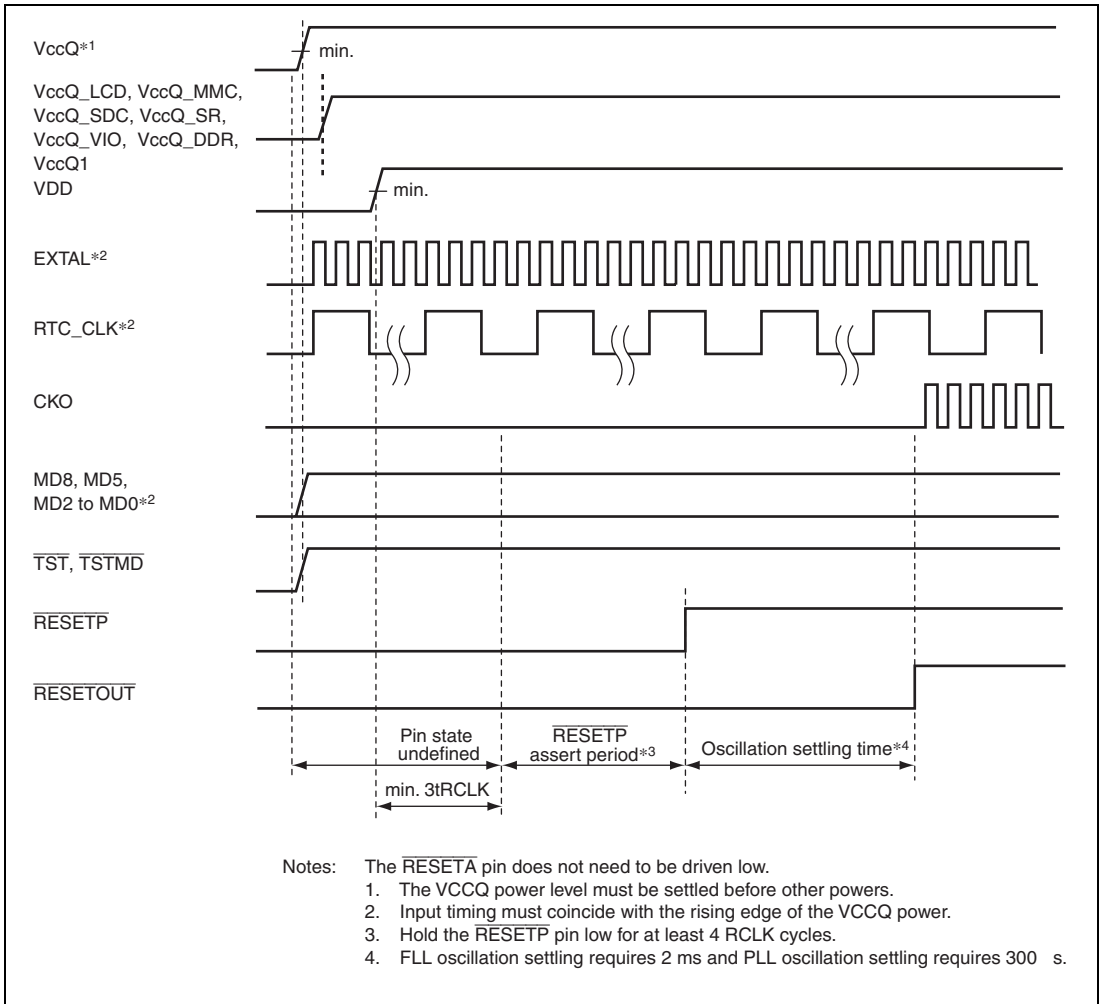 VccQ*1
min.
VccQ_LCD, VccQ_MMC,
VccQ_SDC, VccQ_SR,
VccQ_VIO, VccQ_DDR,
VccQ1
VDD
min.
EXTAL*2
RTC_CLK*2
CKO
MD8, MD5,
MD2 to MD0*2
TST, TSTMD
RESETP
RESETOUT
Pin state
undefined
RESETP
assert period*3
Oscillation settling time*4
min. 3tRCLK
Notes: The RESETA pin does not need to be driven low.
1. The VCCQ power level must be settled before other powers.
2. Input timing must coincide with the rising edge of the VCCQ power.
3. Hold the RESETP pin low for at least 4 RCLK cycles.
4. FLL oscillation settling requires 2 ms and PLL oscillation settling requires 300 s.